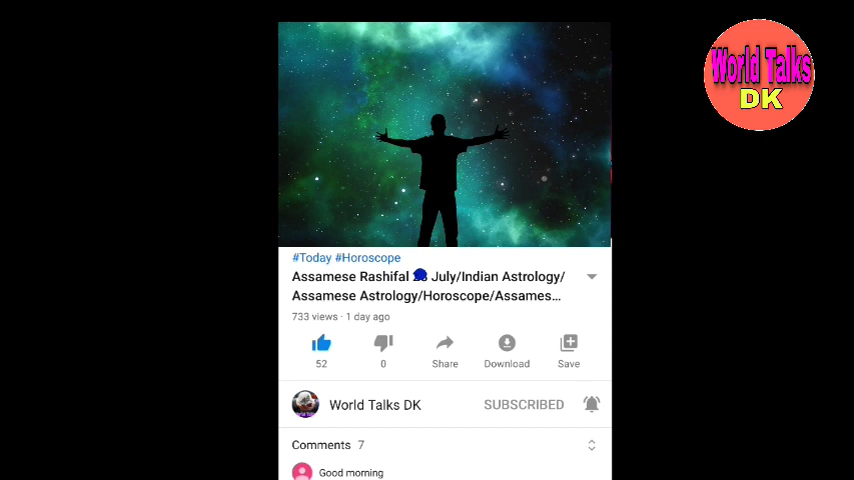 World Talks
DK
#Today #Horoscope
Assamese Rashifal July/Indian Astrology/
Assamese Astrology/Horoscope/Assames...
733 views · 1 day ago
52
0
Share
Download
Save
World Talks DK
SUBSCRIBED
Comments 7
Good morning